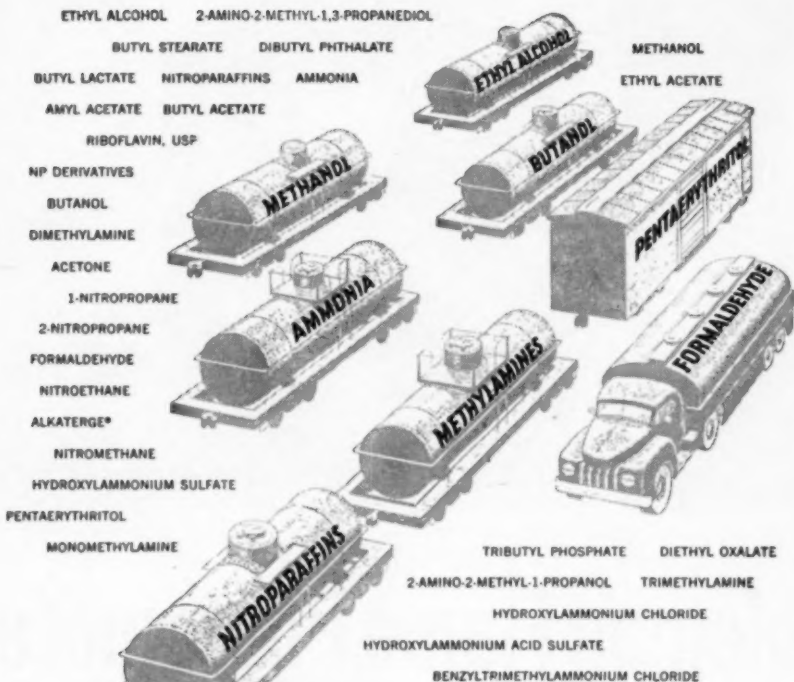 ETHYL ALCOHOL 2-AMINO-2-METHYL-1,3-PROPANEDIOL
BUTYL STEARATE DIBUTYL PHTHALATE
BUTYL LACTATE NITROPARAFFINS AMMONIA
AMYL ACETATE BUTYL ACETATE
RIBOFLAVIN, USP
ETHYL ALCOHOL
METHANOL
ETHYL ACETATE
BUTANOL
METHANOL
PENTAERYTHRITOL
NP DERIVATIVES
BUTANOL
DIMETHYLAMINE
ACETONE
1-NITROPROPANE
2-NITROPROPANE
FORMALDEHYDE
NITROETHANE
ALKATERGE®
NITROMETHANE
HYDROXYLAMMONIUM SULFATE
PENTAERYTHRITOL
MONOMETHYLAMINE
AMMONIA
FORMALDEHYDE
METHYLAMINES
NITROPARAFFINS
TRIBUTYL PHOSPHATE DIETHYL OXALATE
2-AMINO-2-METHYL-1-PROPANOL TRIMETHYLAMINE
HYDROXYLAMMONIUM CHLORIDE
HYDROXYLAMMONIUM ACID SULFATE
BENZYLTRIMETHYLAMMONIUM CHLORIDE